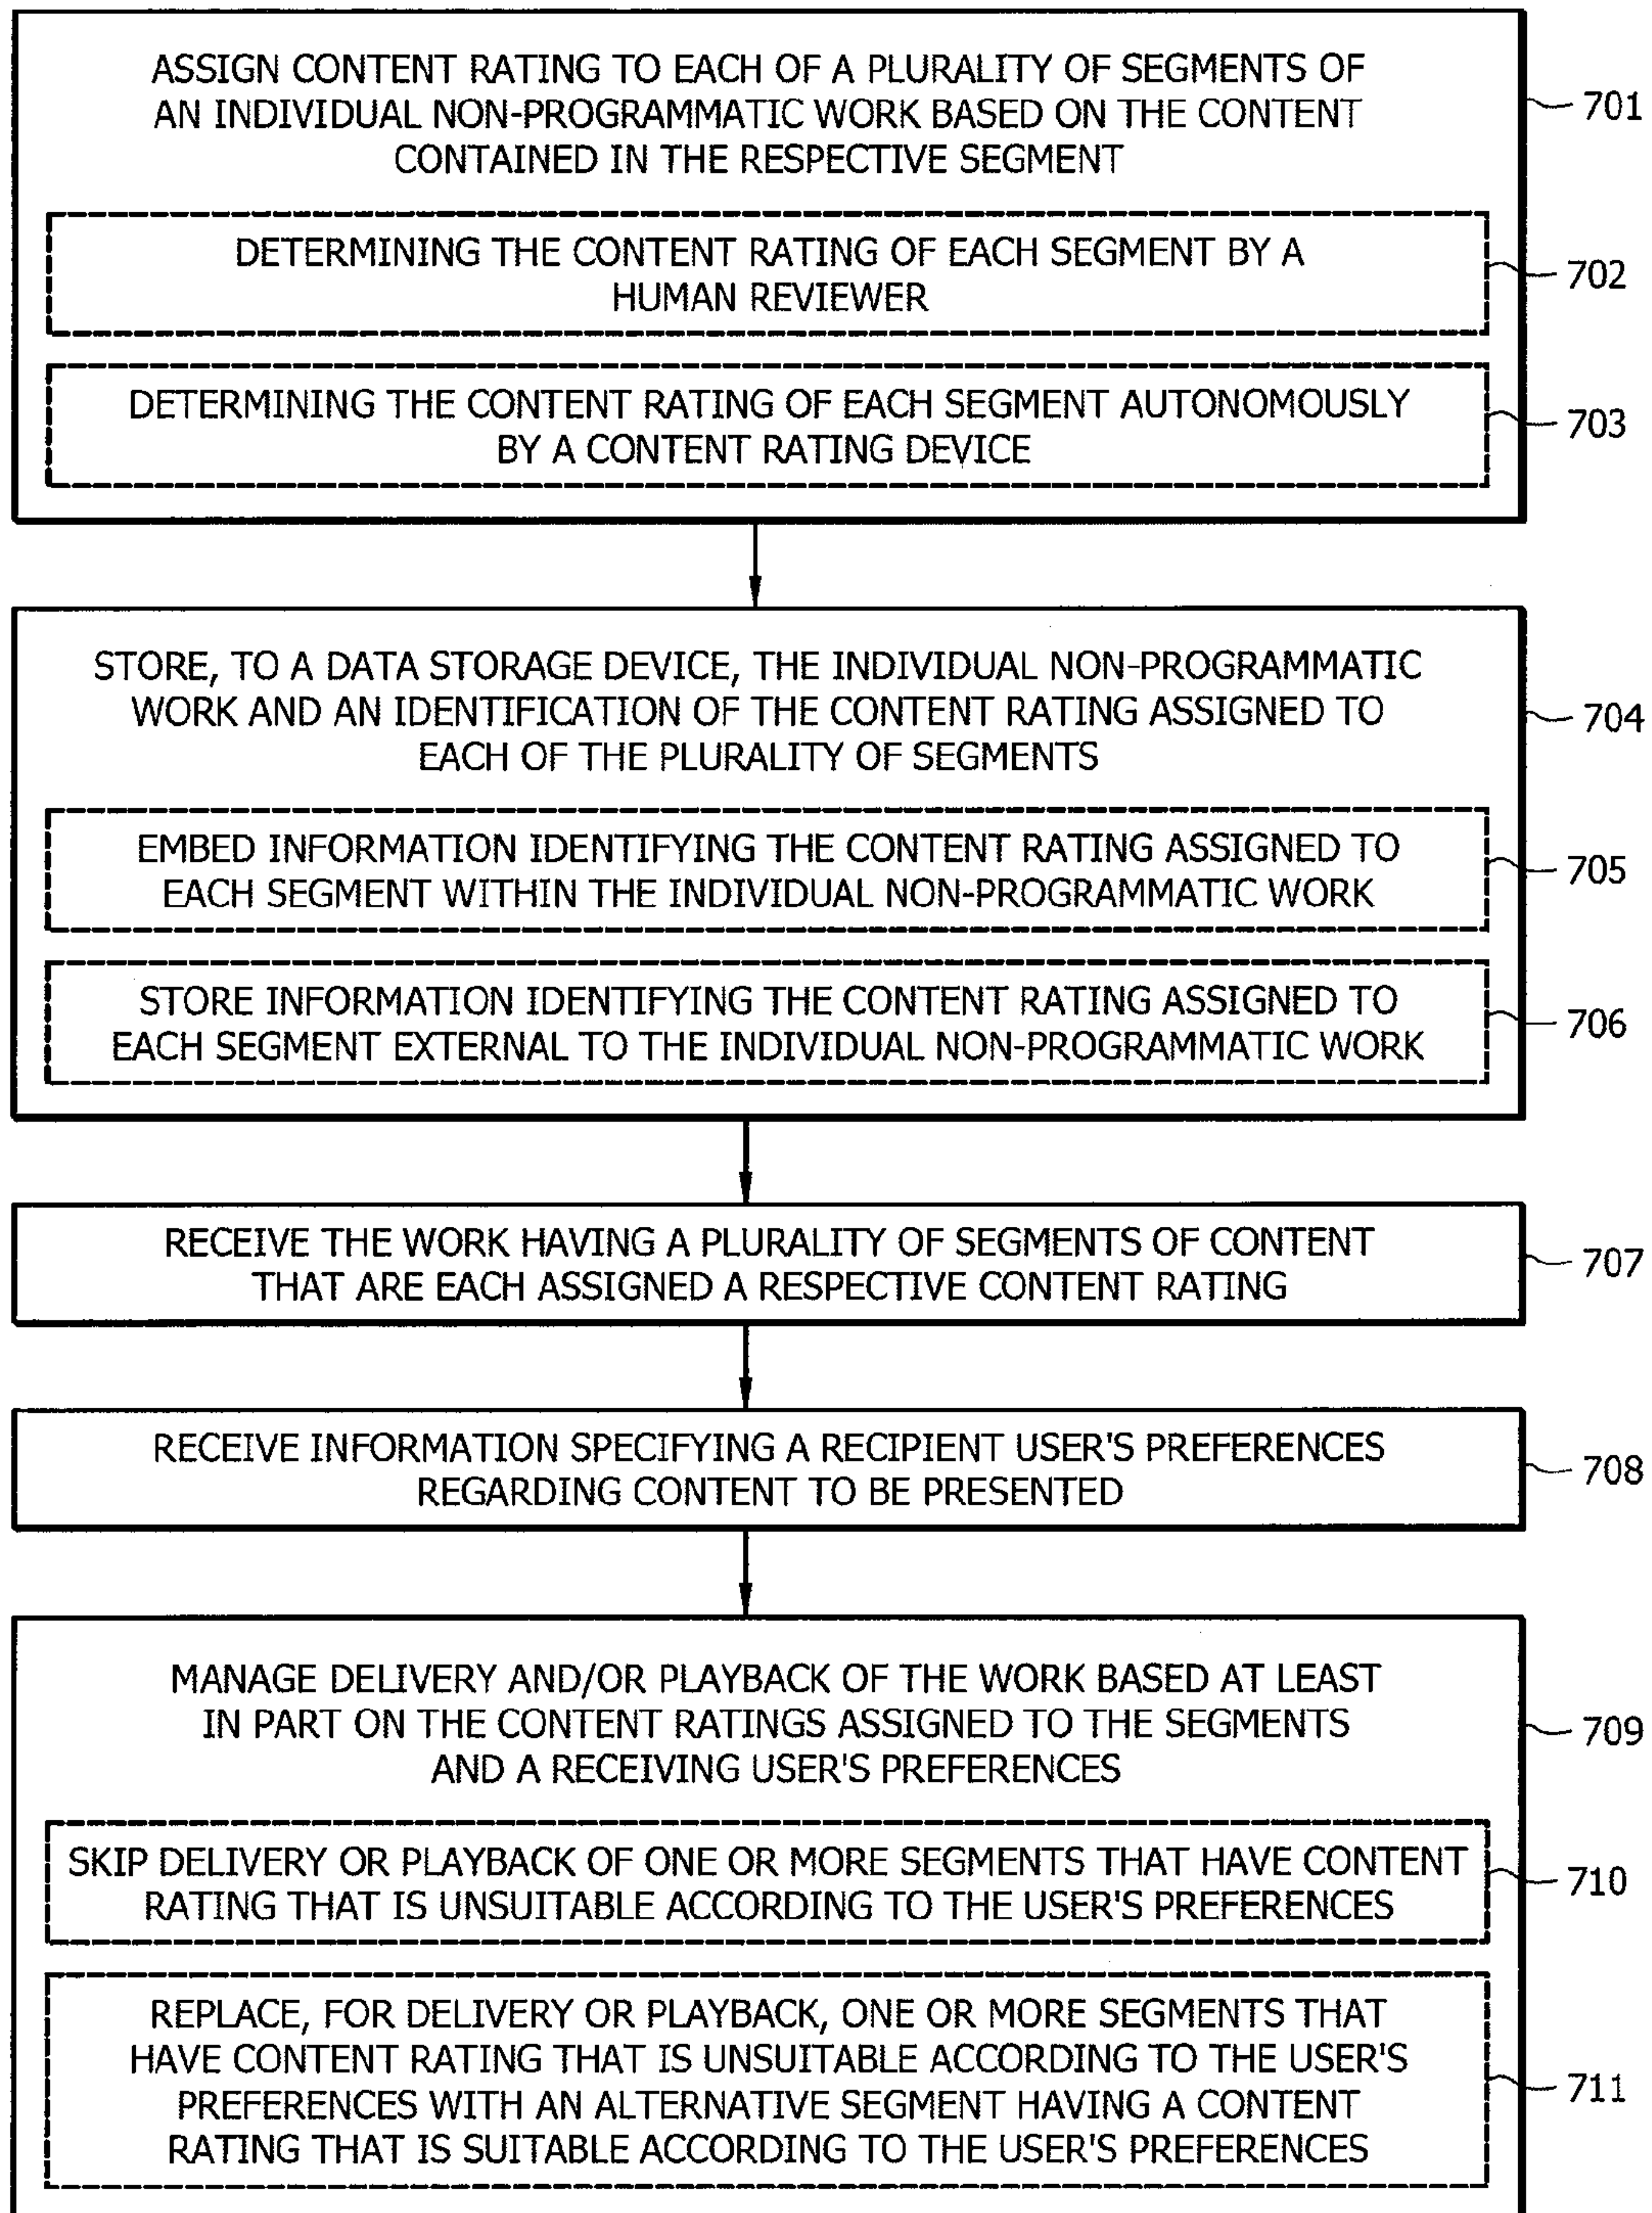 ASSIGN CONTENT RATING TO EACH OF A PLURALITY OF SEGMENTS OF
AN INDIVIDUAL NON-PROGRAMMATIC WORK BASED ON THE CONTENT
CONTAINED IN THE RESPECTIVE SEGMENT
701
DETERMINING THE CONTENT RATING OF EACH SEGMENT BY A
HUMAN REVIEWER
702
DETERMINING THE CONTENT RATING OF EACH SEGMENT AUTONOMOUSLY
BY A CONTENT RATING DEVICE
703
STORE, TO A DATA STORAGE DEVICE, THE INDIVIDUAL NON-PROGRAMMATIC
WORK AND AN IDENTIFICATION OF THE CONTENT RATING ASSIGNED TO
EACH OF THE PLURALITY OF SEGMENTS
704
EMBED INFORMATION IDENTIFYING THE CONTENT RATING ASSIGNED TO
EACH SEGMENT WITHIN THE INDIVIDUAL NON-PROGRAMMATIC WORK
705
STORE INFORMATION IDENTIFYING THE CONTENT RATING ASSIGNED TO
EACH SEGMENT EXTERNAL TO THE INDIVIDUAL NON-PROGRAMMATIC WORK
706
RECEIVE THE WORK HAVING A PLURALITY OF SEGMENTS OF CONTENT
THAT ARE EACH ASSIGNED A RESPECTIVE CONTENT RATING
707
RECEIVE INFORMATION SPECIFYING A RECIPIENT USER'S PREFERENCES
REGARDING CONTENT TO BE PRESENTED
708
MANAGE DELIVERY AND/OR PLAYBACK OF THE WORK BASED AT LEAST
IN PART ON THE CONTENT RATINGS ASSIGNED TO THE SEGMENTS
AND A RECEIVING USER'S PREFERENCES
709
SKIP DELIVERY OR PLAYBACK OF ONE OR MORE SEGMENTS THAT HAVE CONTENT
RATING THAT IS UNSUITABLE ACCORDING TO THE USER'S PREFERENCES
710
REPLACE, FOR DELIVERY OR PLAYBACK, ONE OR MORE SEGMENTS THAT
HAVE CONTENT RATING THAT IS UNSUITABLE ACCORDING TO THE USER'S
PREFERENCES WITH AN ALTERNATIVE SEGMENT HAVING A CONTENT
RATING THAT IS SUITABLE ACCORDING TO THE USER'S PREFERENCES
711